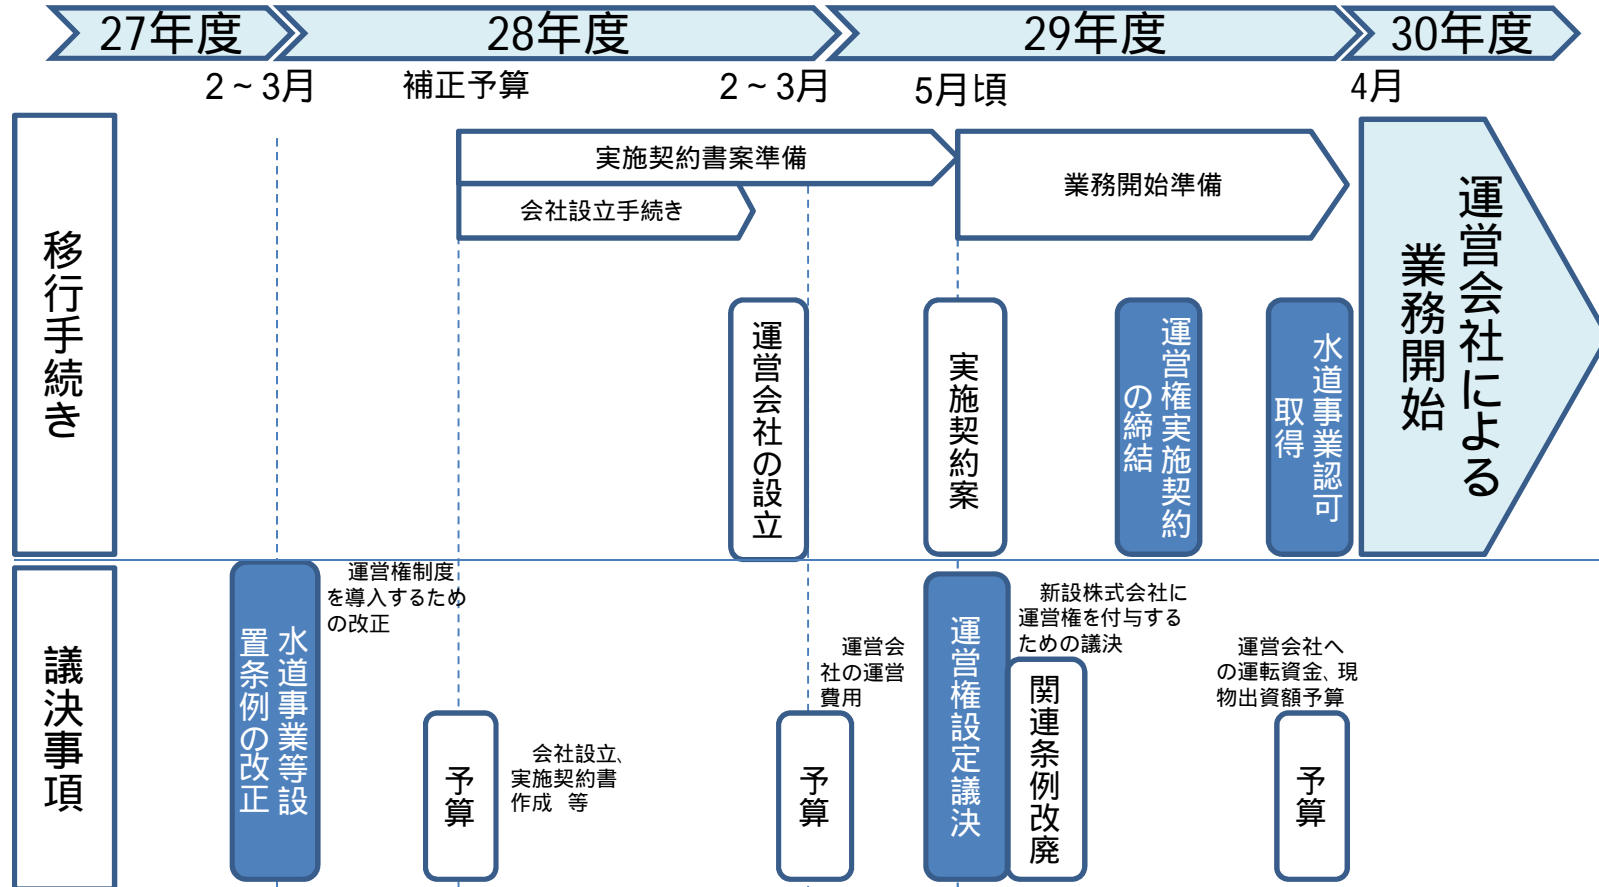 27年度
28年度
29年度
30年度
2～3月
補正予算
2～3月
5月頃
4月
移行手続き
実施契約書案準備
会社設立手続き
業務開始準備
運営会社の設立
実施契約案
運営権実施契約
の締結
水道事業認可
取得
運営会社による
業務開始
議決事項
水道事業等設
置条例の改正
運営権制度
を導入するため
の改正
予算
会社設立、
実施契約書
作成 等
運営会
社の運営
費用
予算
運営権設定議決
新設株式会社に
運営権を付与する
ための議決
関連条例改廃
運営会社へ
の運転資金、現
物出資額予算
予算